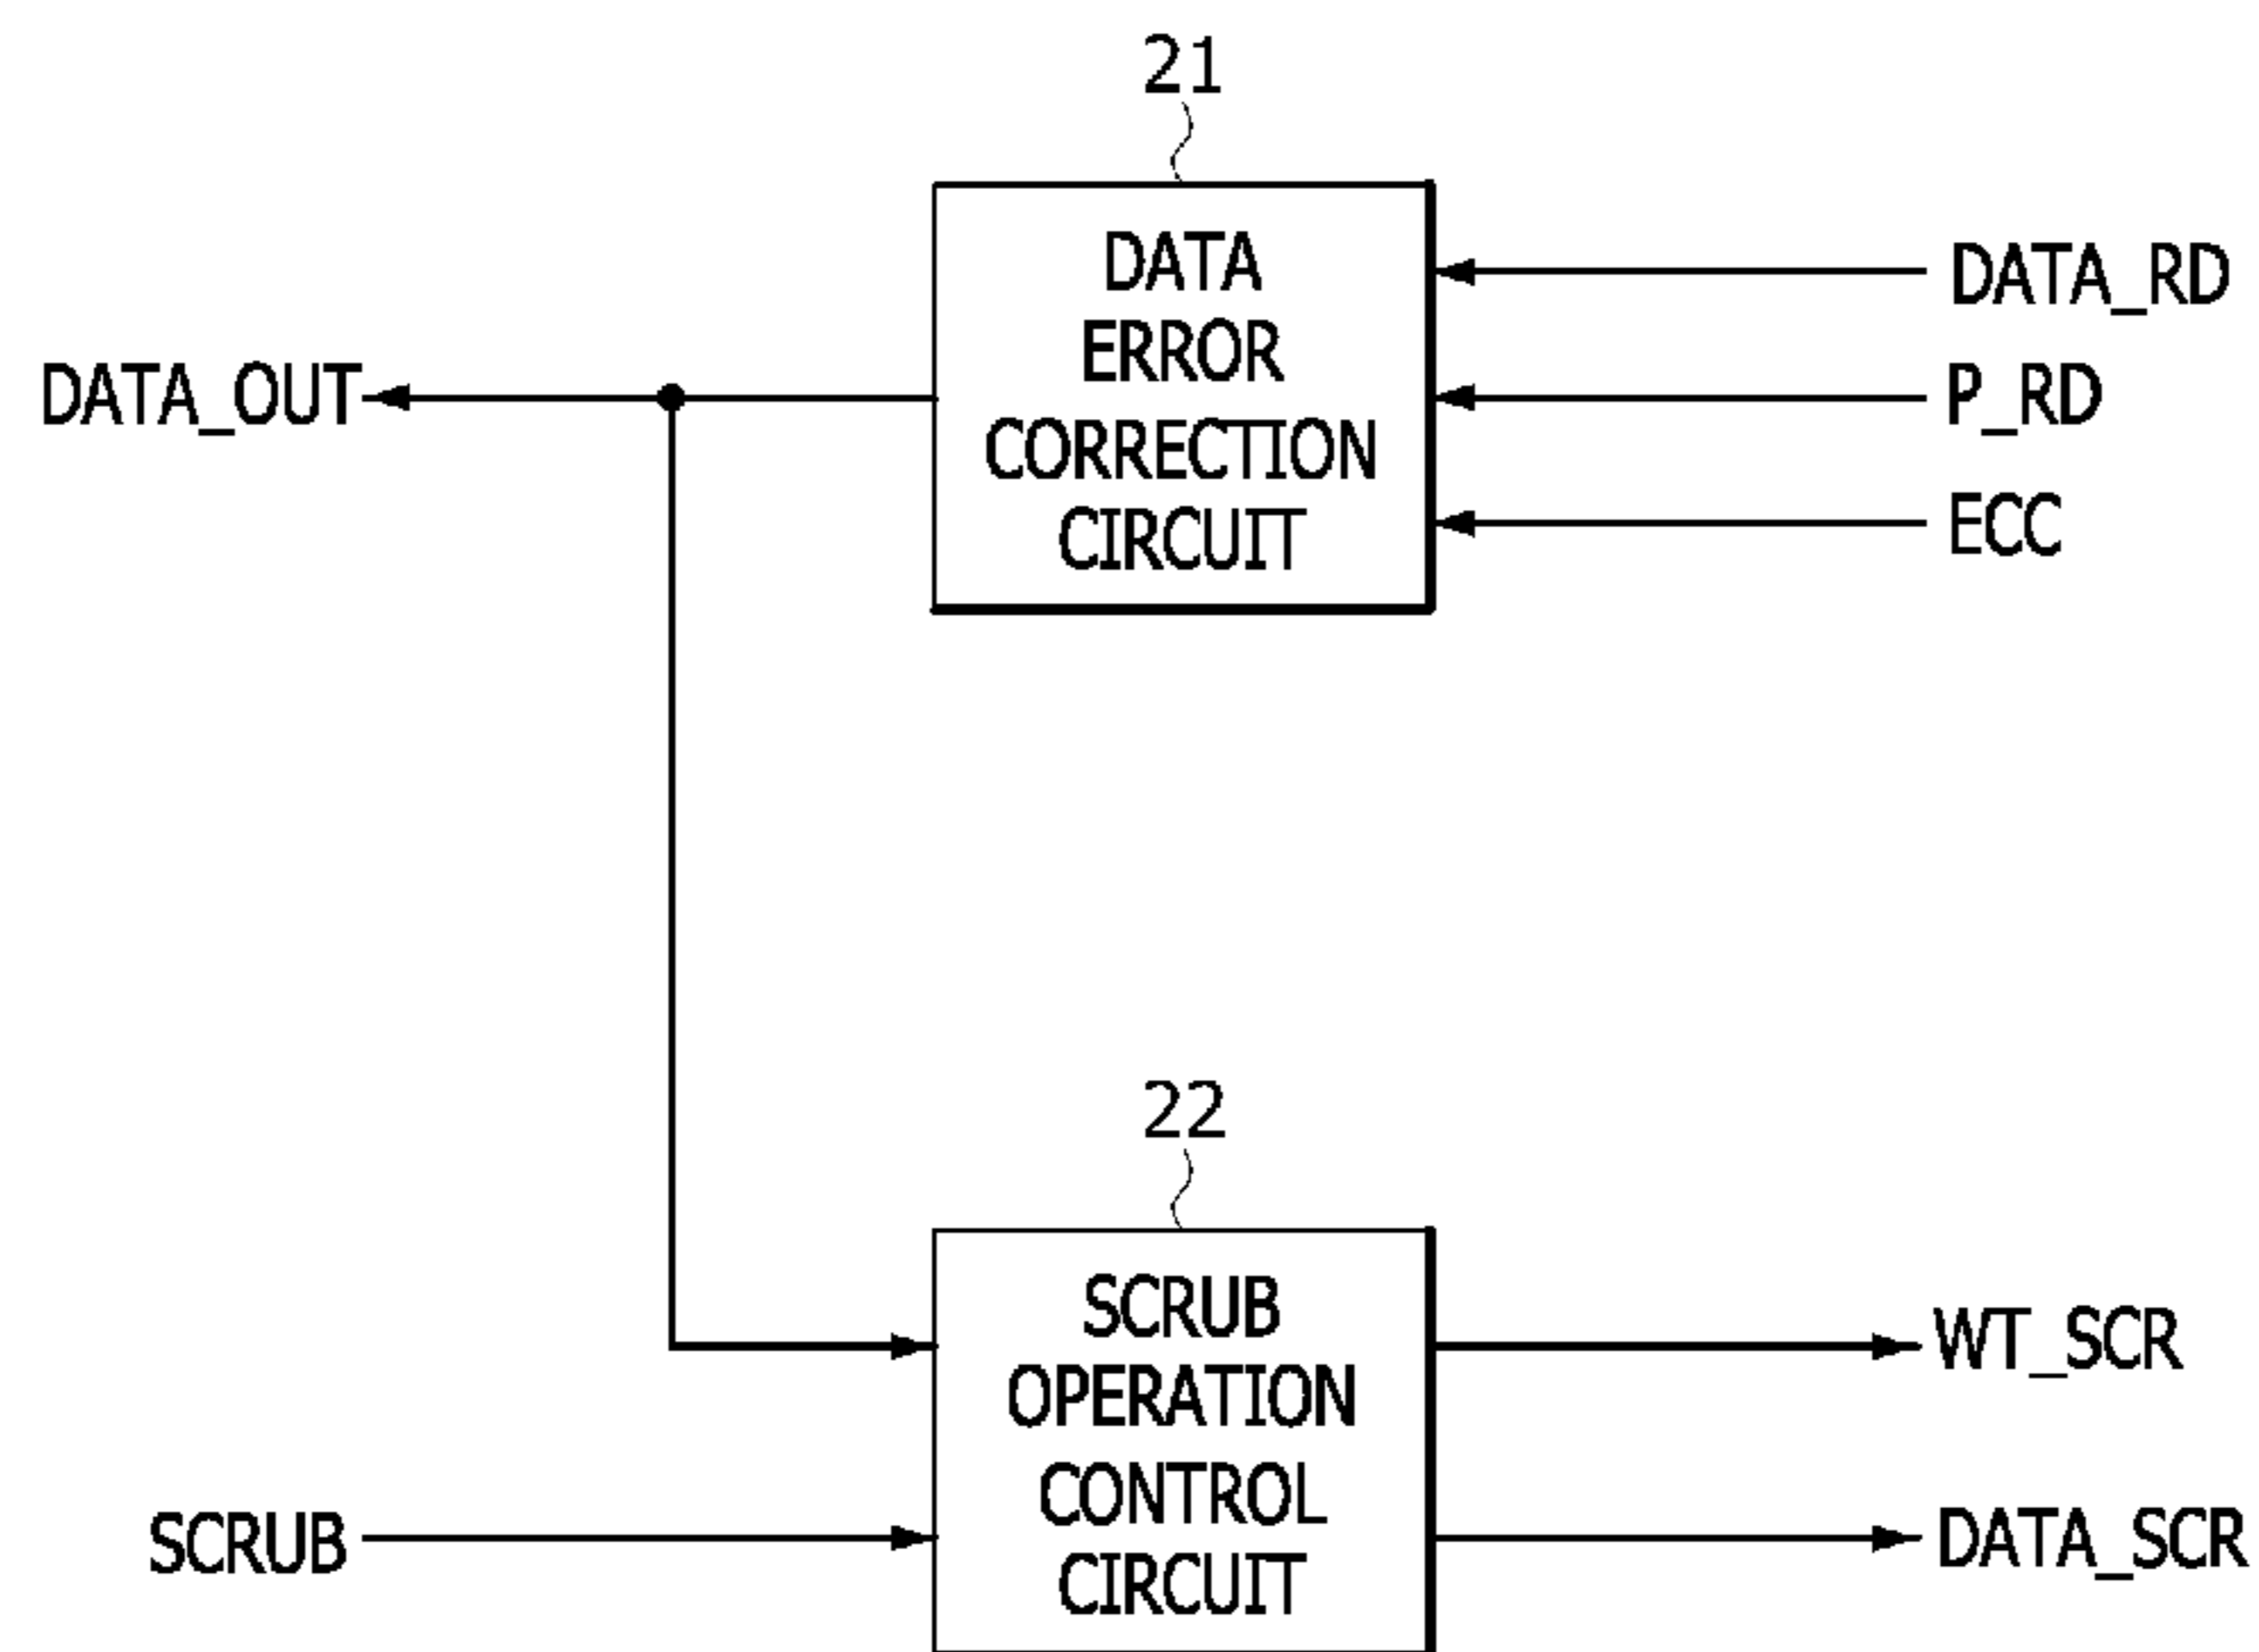 21
DATA
ERROR
CORRECTION
CIRCUIT
DATA_RD
P_RD
ECC
DATA_OUT
22
SCRUB
OPERATION
CONTROL
CIRCUIT
SCRUB
WT_SCR
DATA_SCR